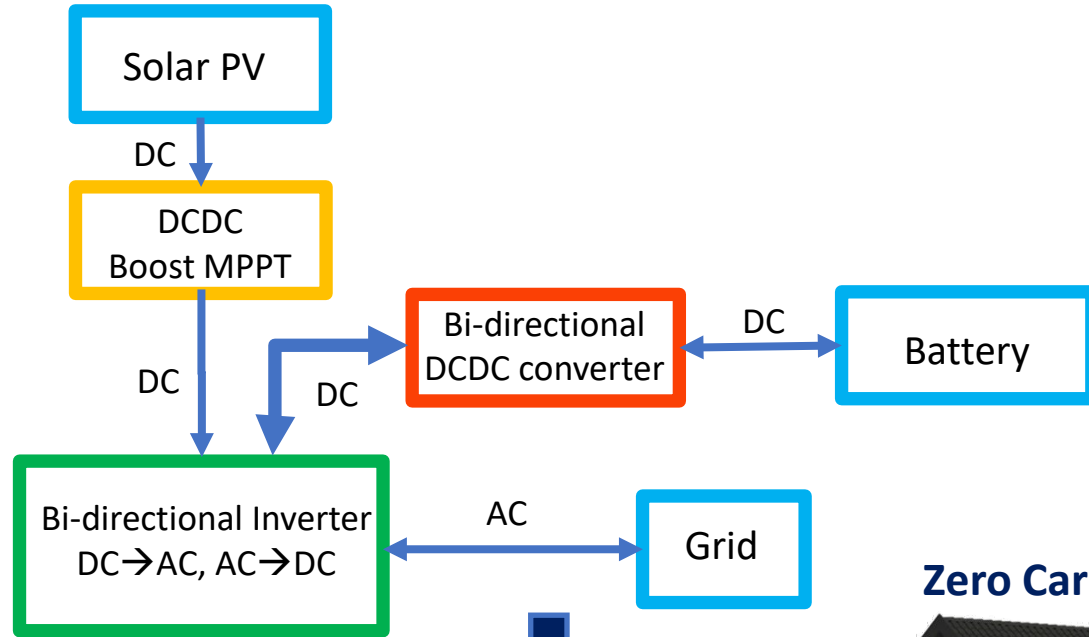 Solar PV
DC
DCDC
Boost MPPT
DC
DC
Bi-directional
DCDC converter
DC
Battery
Bi-directional Inverter
DC→AC, AC→DC
AC
Grid
Zero Car